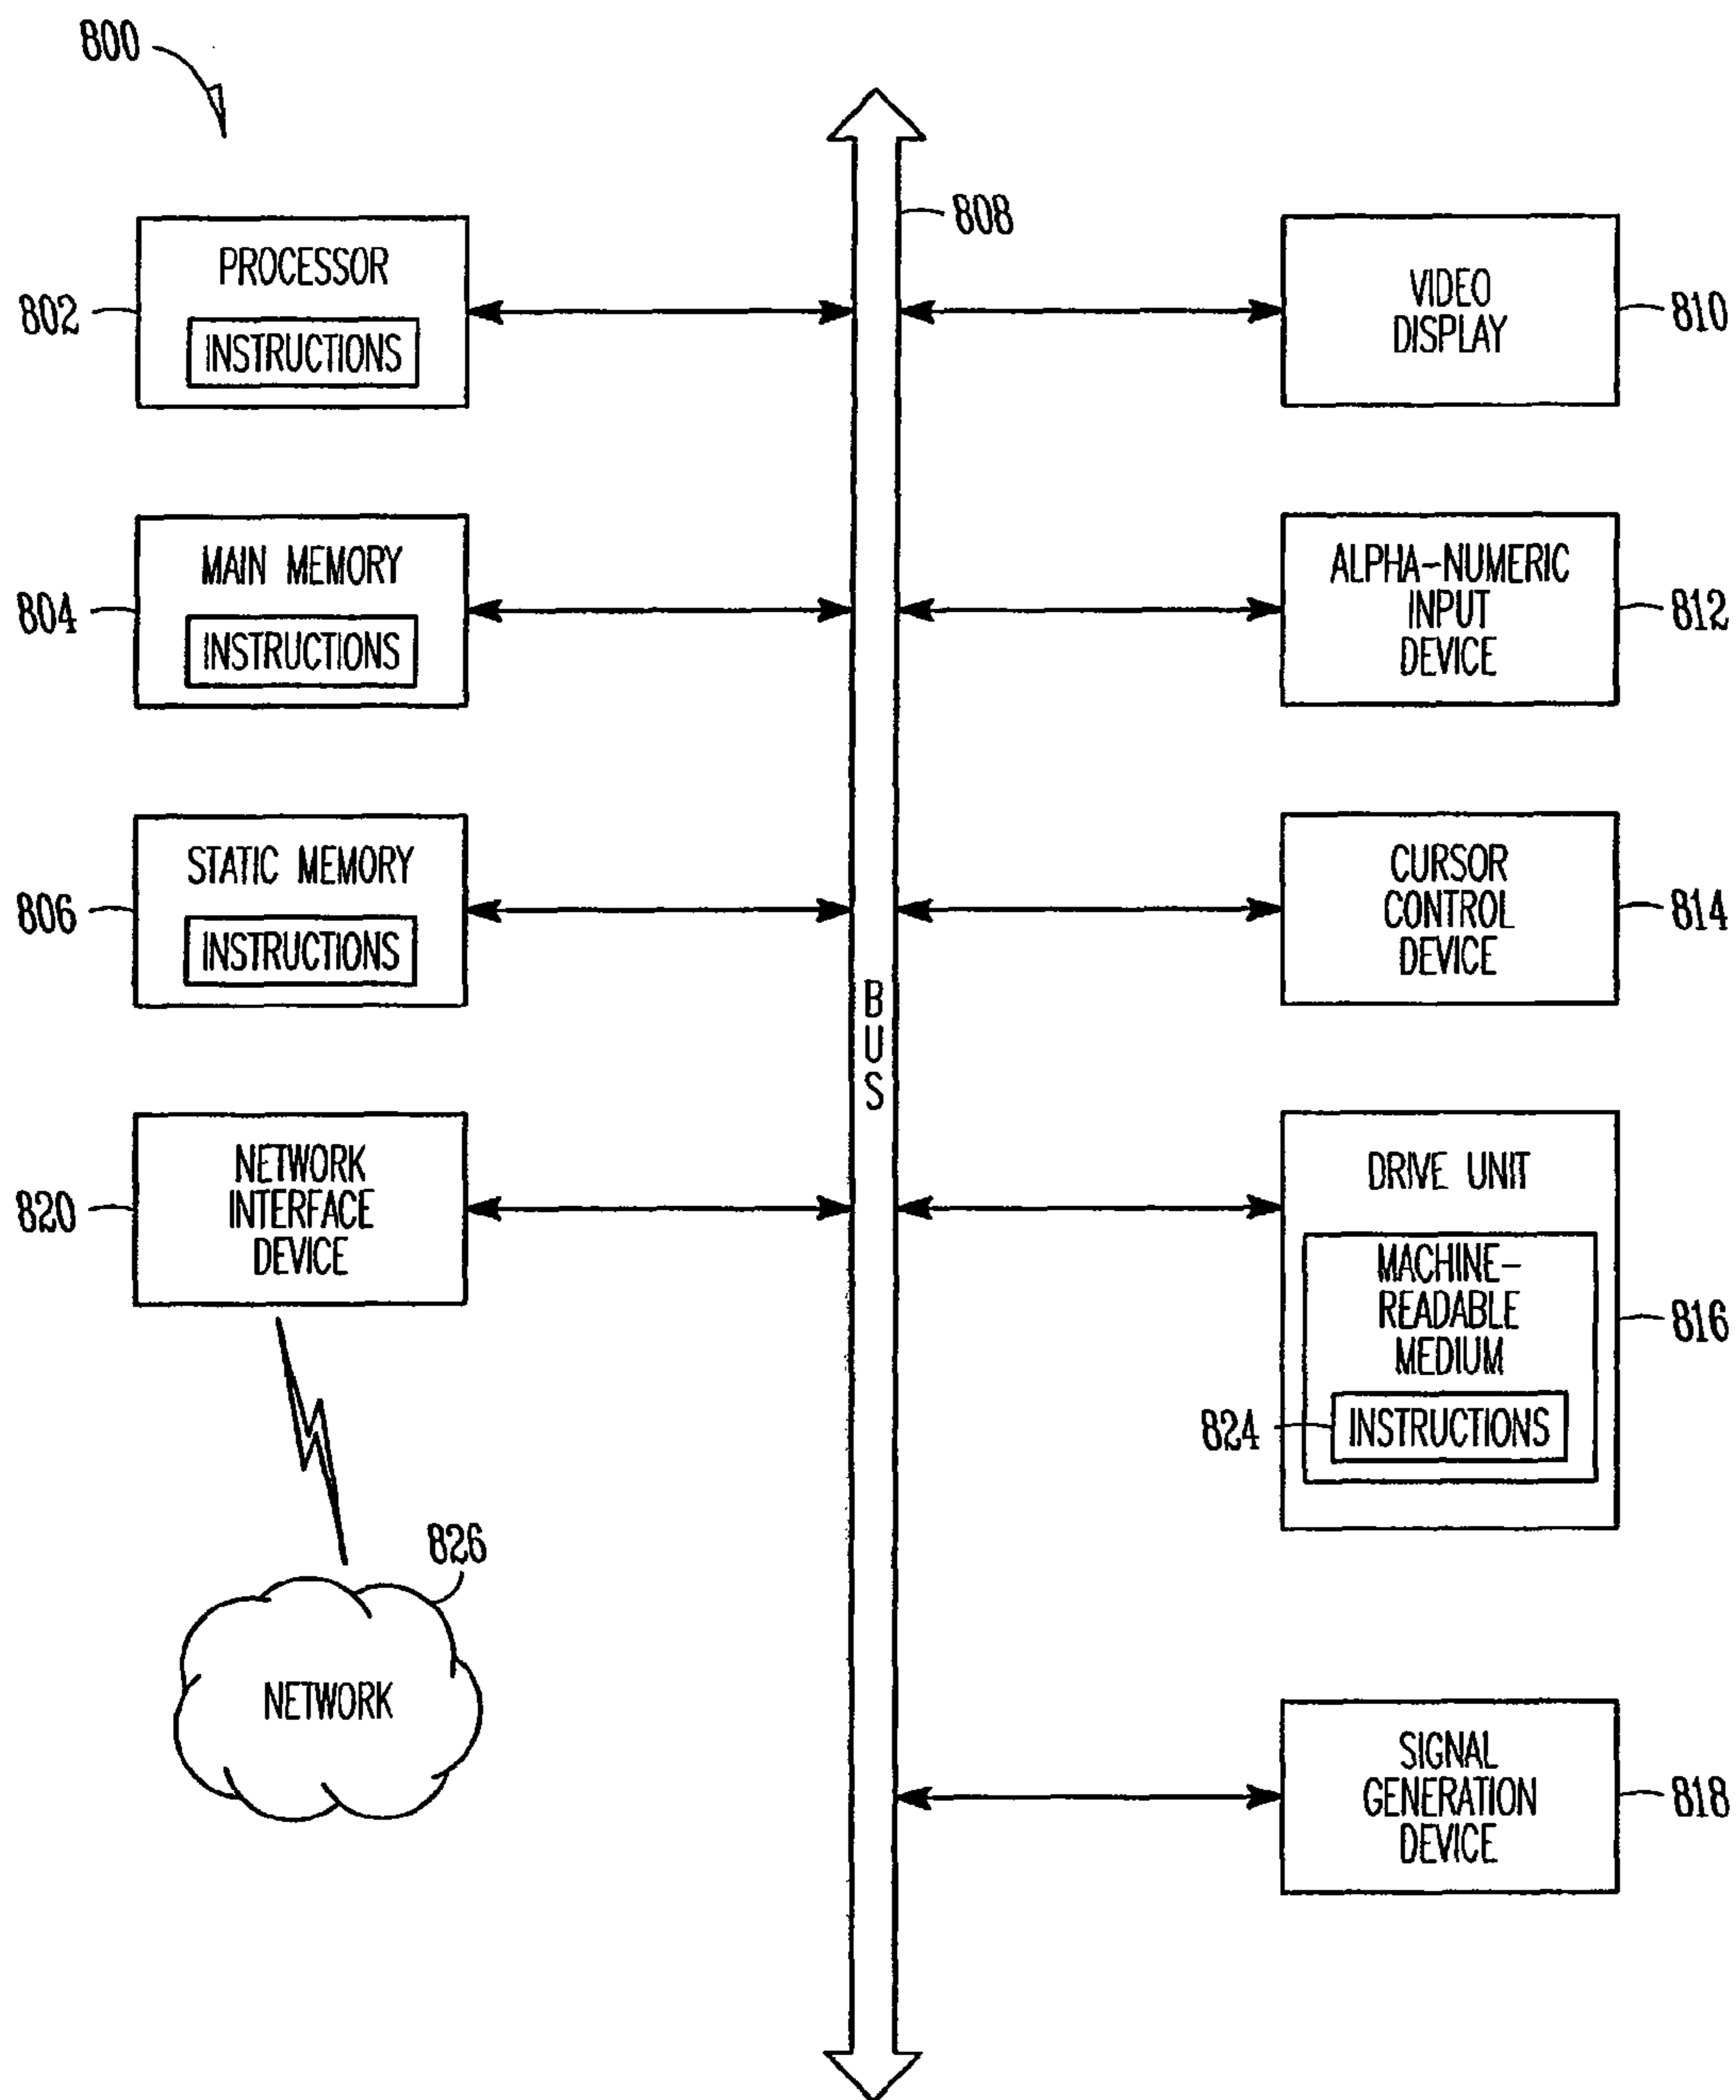 800
808
PROCESSOR
INSTRUCTIONS
802
VIDEO
DISPLAY
810
MAIN MEMORY
INSTRUCTIONS
804
ALPHA-NUMERIC
INPUT
DEVICE
812
STATIC MEMORY
INSTRUCTIONS
806
CURSOR
CONTROL
DEVICE
814
BUS
NETWORK
INTERFACE
DEVICE
820
DRIVE UNIT
MACHINE-
READABLE
MEDIUM
816
824
INSTRUCTIONS
826
NETWORK
SIGNAL
GENERATION
DEVICE
818